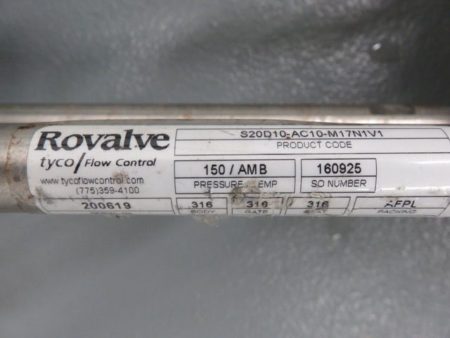 Rovalve
tyco / Flow Control
www.tycoflowcontrol.com
(775)359-4100
200619
S20D10-AC10-M17N1V1
PRODUCT CODE
150 / AMB
160925
PRESSURE / TEMP
SO NUMBER
316
316
316
AFPL
BODY
GATE
SEAT
PACKING